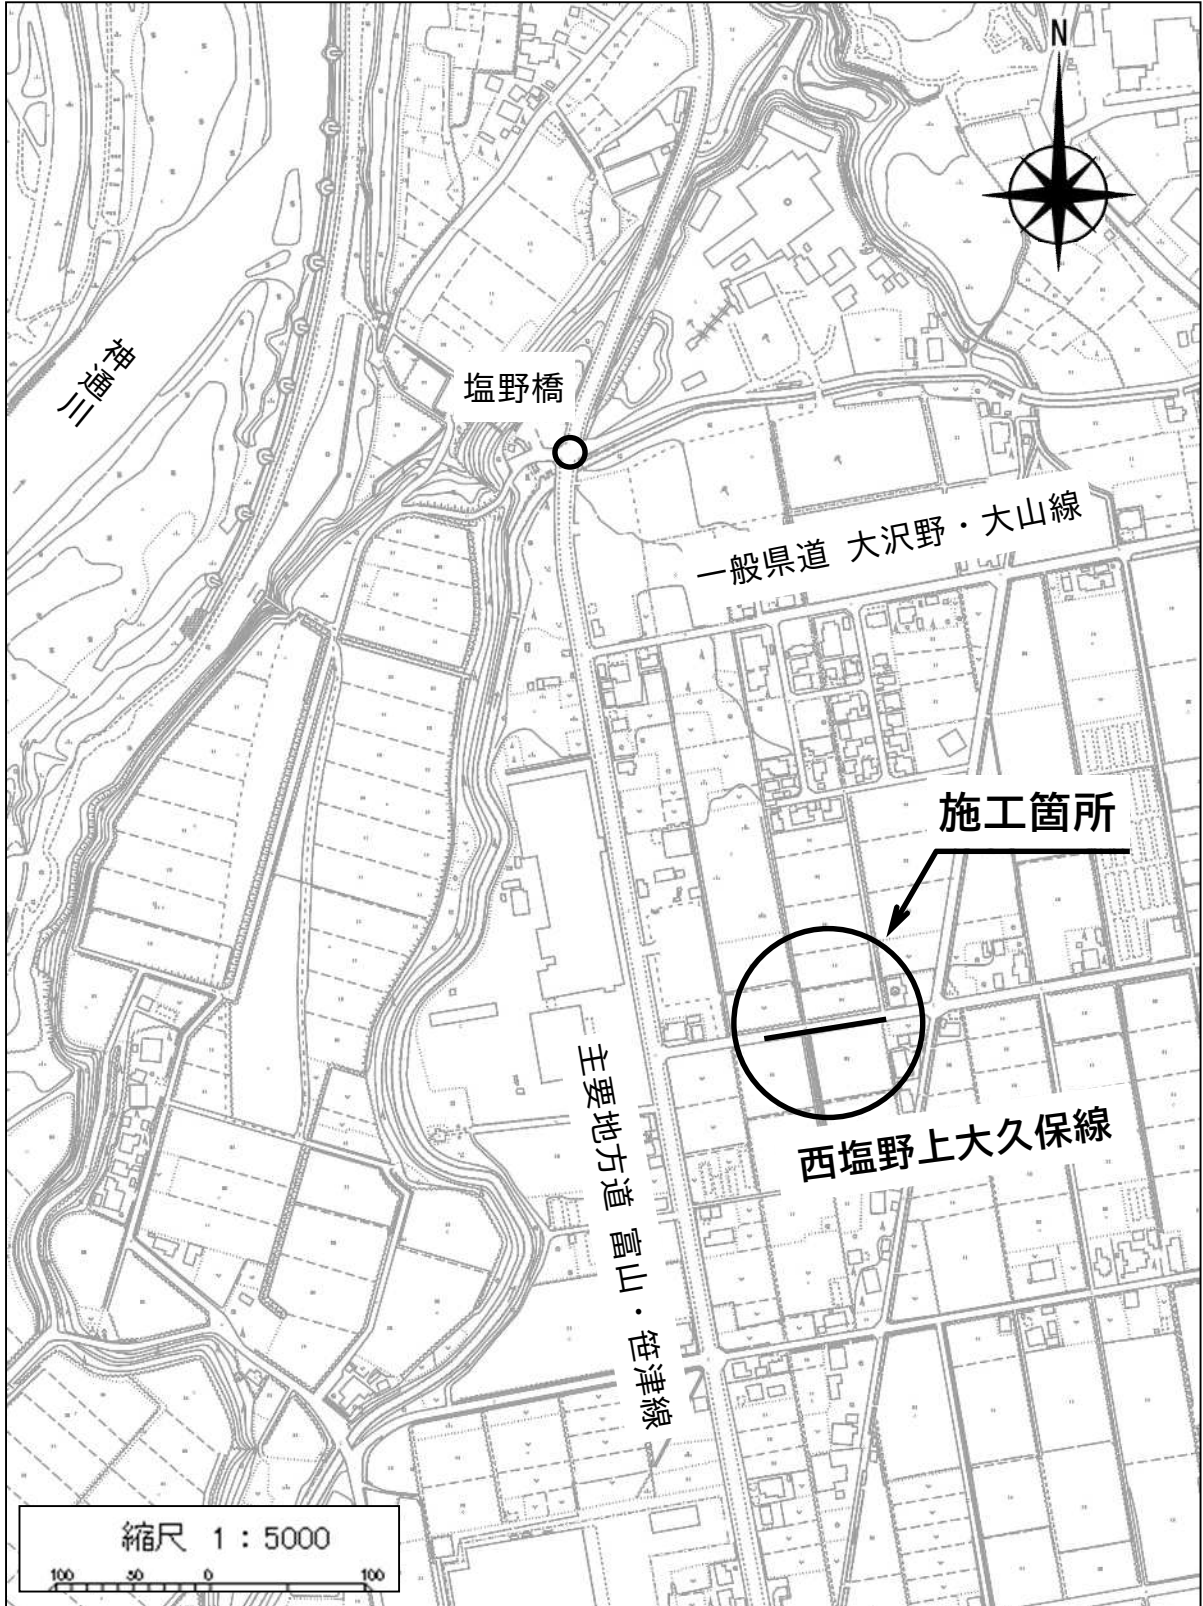 N
神通川
塩野橋
一般県道 大沢野・大山線
施工箇所
西塩野上大久保線
主要地方道 富山・笹津線
縮尺 1:5000
100 50 0 100